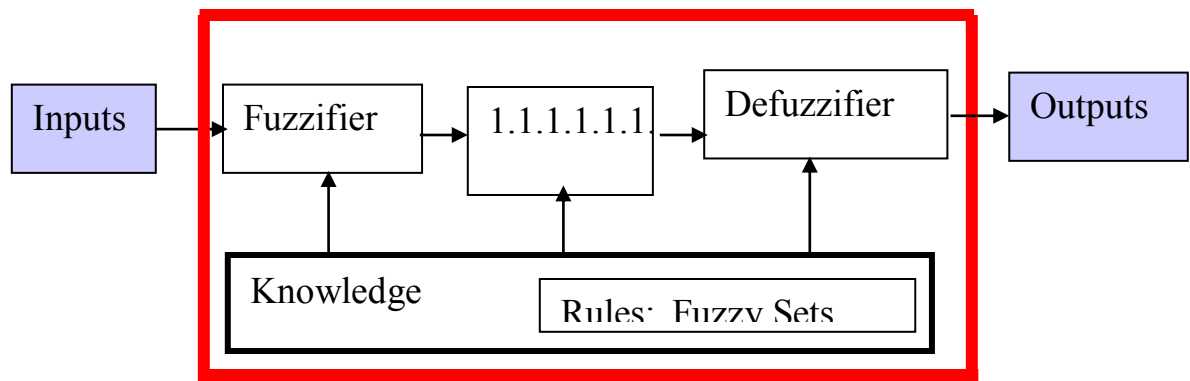 Inputs
Fuzzifier
1.1.1.1.1.1.
Defuzzifier
Outputs
Knowledge
Rules: Fuzzy Sets